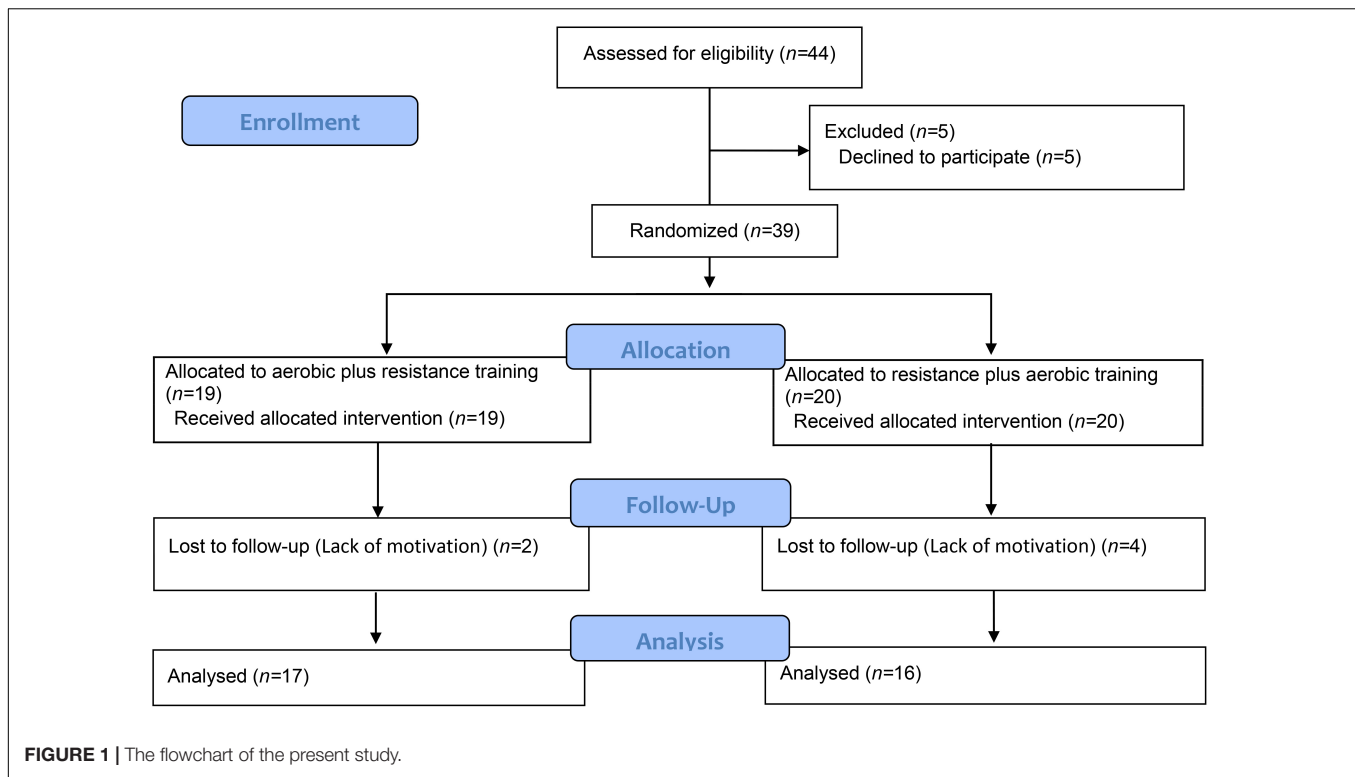 Assessed for eligibility (n=44)
Enrollment
Excluded (n=5)
Declined to participate (n=5)
Randomized (n=39)
Allocation
Allocated to aerobic plus resistance training
(n=19)
Received allocated intervention (n=19)
Allocated to resistance plus aerobic training
(n=20)
Received allocated intervention (n=20)
Follow-Up
Lost to follow-up (Lack of motivation) (n=2)
Lost to follow-up (Lack of motivation) (n=4)
Analysis
Analysed (n=17)
Analysed (n=16)
FIGURE 1 | The flowchart of the present study.